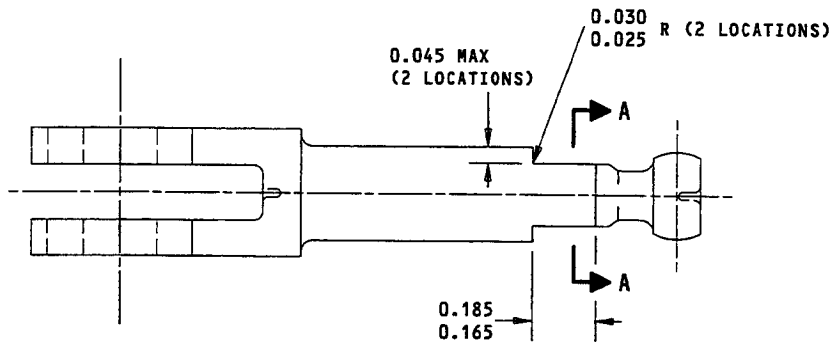 0.030
0.025 R (2 LOCATIONS)
0.045 MAX
(2 LOCATIONS)
A
A
0.185
0.165